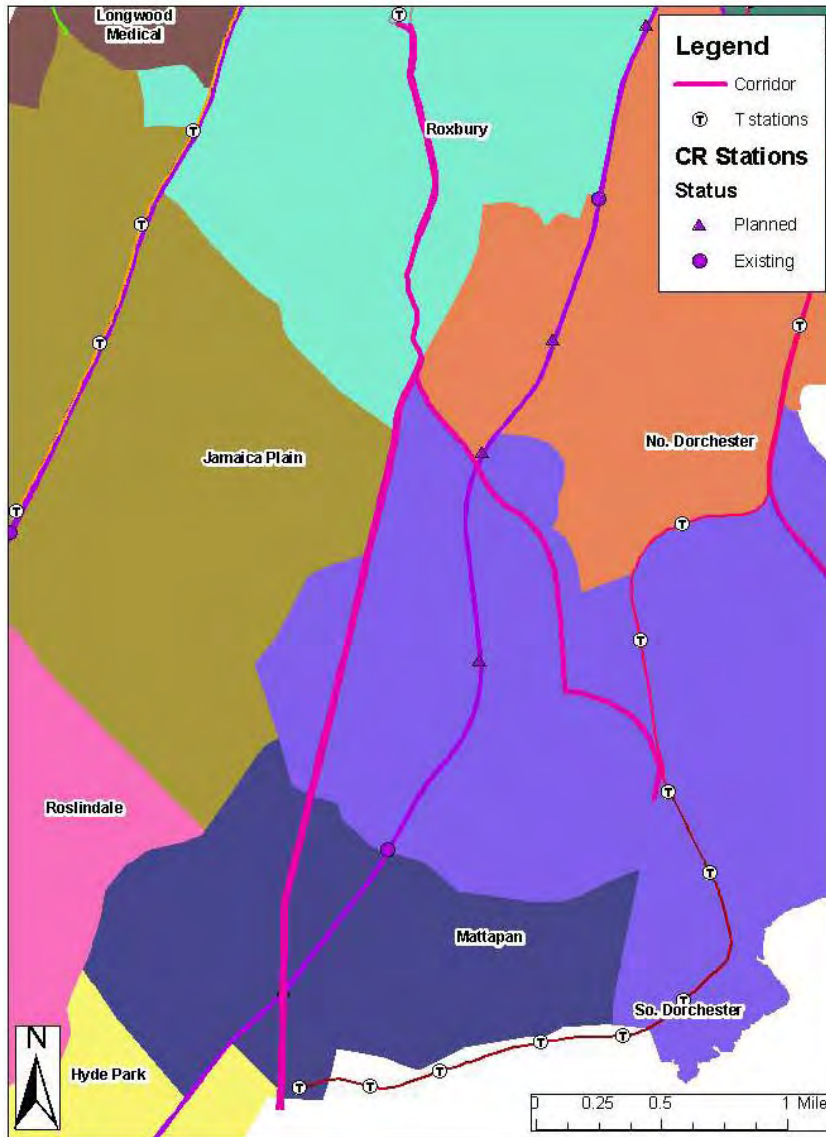 Longwood
Medical
T
Legend
Corridor
T T stations
CR Stations
Status
Planned
Existing
Roxbury
T
T
T
T
No. Dorchester
Jamaica Plain
T
T
T
Roslindale
T
T
Mattapan
T
So. Dorchester
N
Hyde Park
T
T
T
T
T
0 0.25 0.5 1 Mile